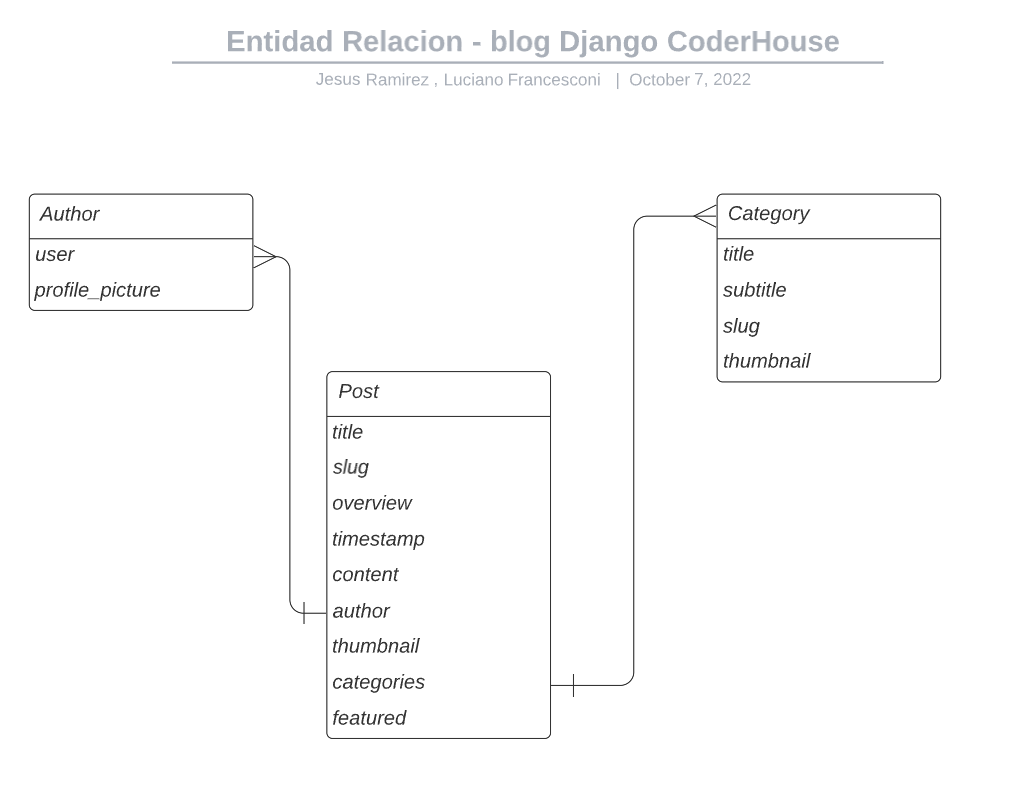 Entidad Relacion - blog Django CoderHouse
Jesus Ramirez , Luciano Francesconi | October 7, 2022
Author
user
profile_picture
Category
title
subtitle
slug
thumbnail
Post
title
slug
overview
timestamp
content
author
thumbnail
categories
featured